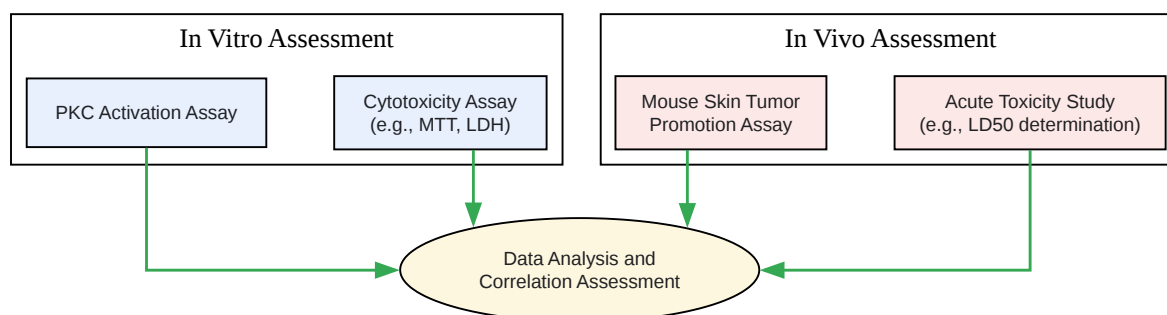 In Vitro Assessment
PKC Activation Assay
Cytotoxicity Assay
(e.g., MTT, LDH)
In Vivo Assessment
Mouse Skin Tumor
Promotion Assay
Acute Toxicity Study
(e.g., LD50 determination)
Data Analysis and
Correlation Assessment